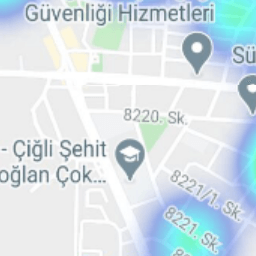 Güvenliği Hizmetleri
Sü
8220. Sk.
- Çiğli Şehit
oğlan Çok...
8221/1. Sk.
8221. Sk.